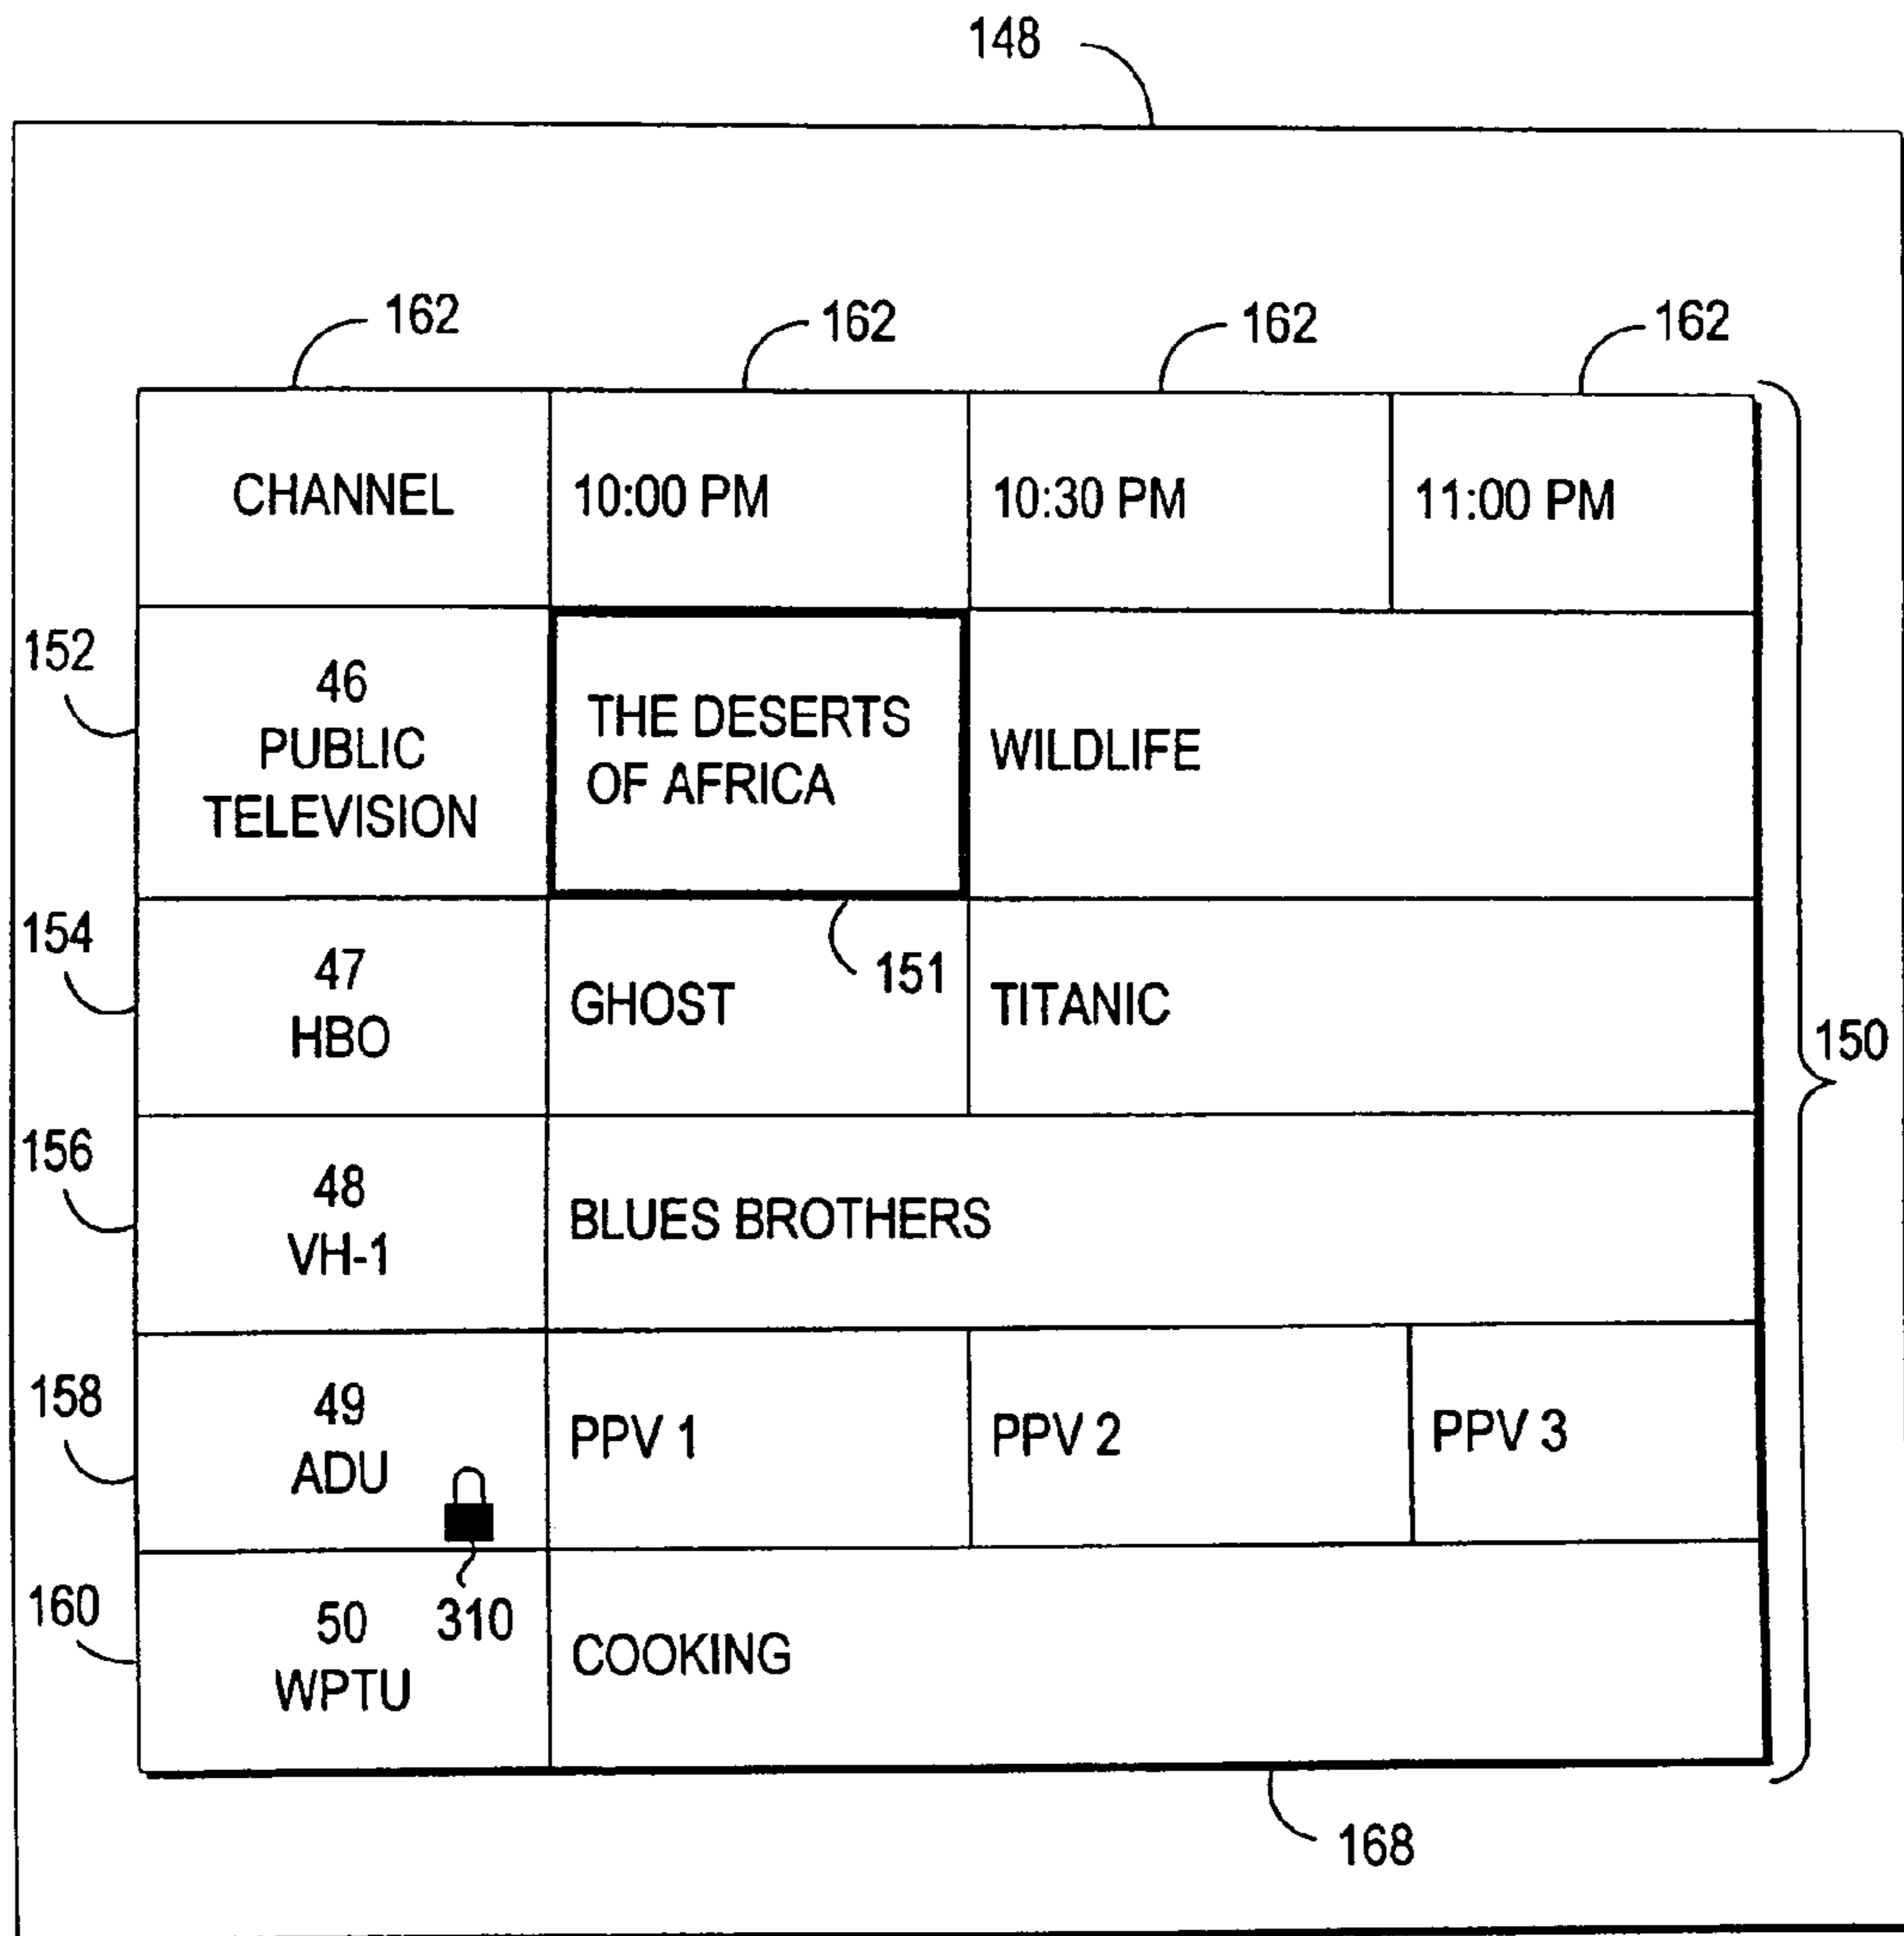 148
162
162
162
162
CHANNEL
10:00 PM
10:30 PM
11:00 PM
152
46
PUBLIC
TELEVISION
THE DESERTS
OF AFRICA
WILDLIFE
154
47
HBO
GHOST
151
TITANIC
150
156
48
VH-1
BLUES BROTHERS
158
49
ADU
PPV 1
PPV 2
PPV 3
310
160
50
WPTU
COOKING
168